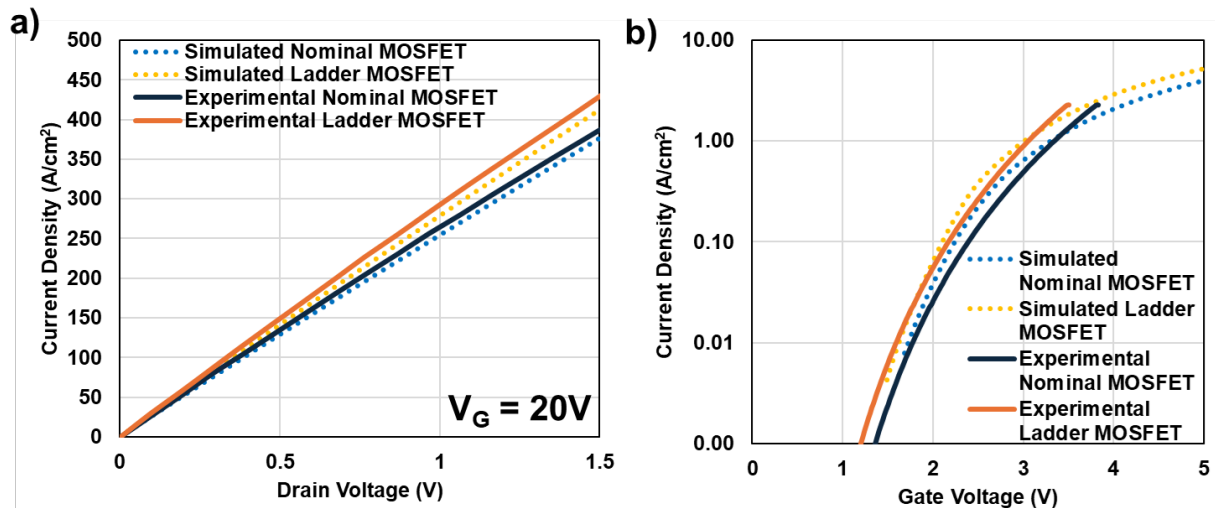 a)
500
450
400
350
300
250
200
150
100
50
0
Current Density (A/cm²)
Simulated Nominal MOSFET
Simulated Ladder MOSFET
Experimental Nominal MOSFET
Experimental Ladder MOSFET
V_G = 20V
0
0.5
1
1.5
Drain Voltage (V)
b)
10.00
1.00
0.10
0.01
0.00
Current Density (A/cm²)
Simulated
Nominal MOSFET
Simulated Ladder
MOSFET
Experimental
Nominal MOSFET
Experimental
Ladder MOSFET
0
1
2
3
4
5
Gate Voltage (V)